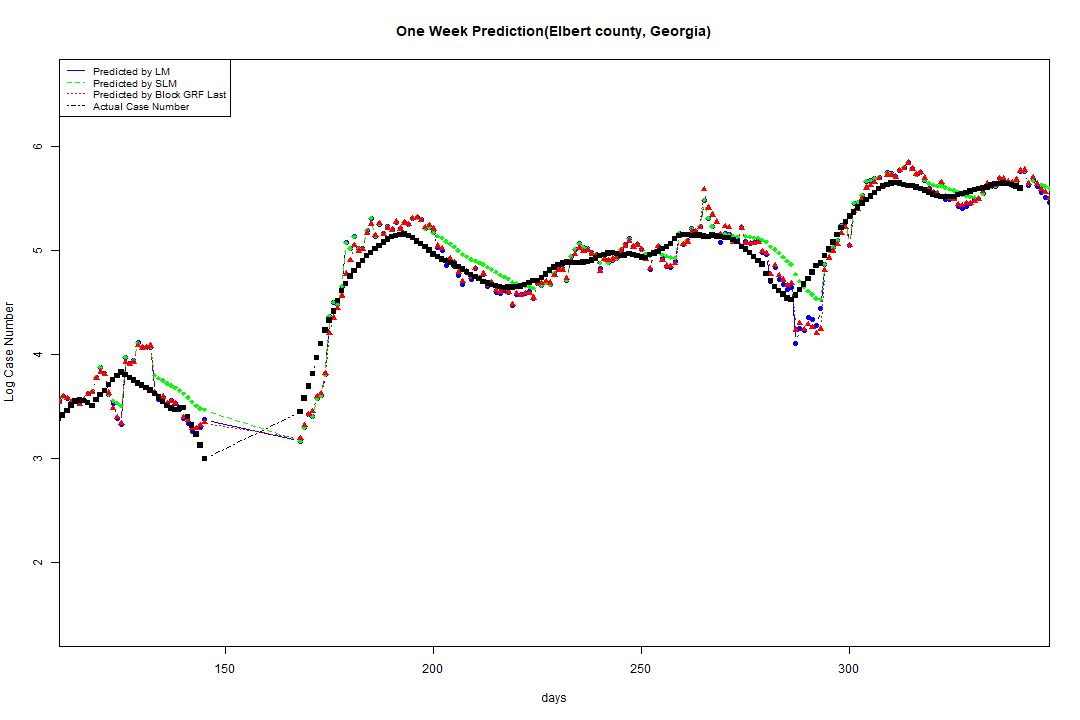 One Week Prediction(Elbert county, Georgia)
Predicted by LM
Predicted by SLM
Predicted by Block GRF Last
Actual Case Number
6
5
4
3
2
Log Case Number
150 200 250 300
days